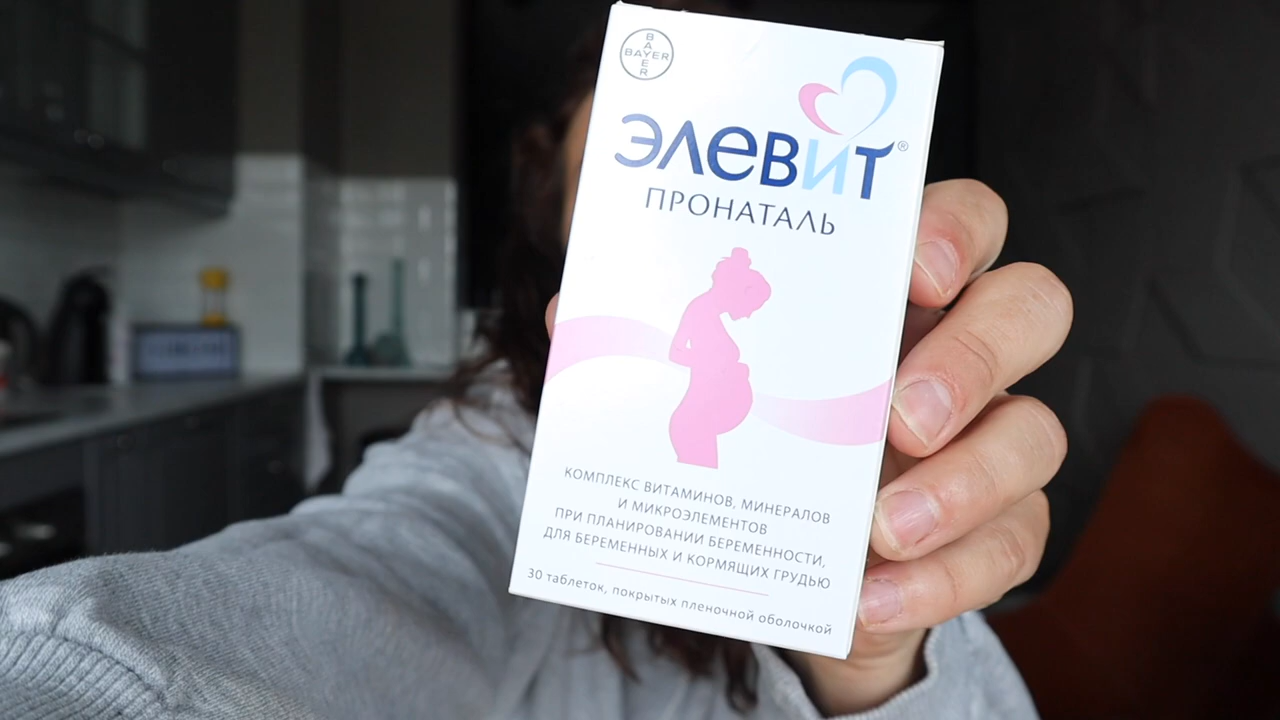 BAYER
BAYER
ЭЛЕВИТ®
ПРОНАТАЛЬ
КОМПЛЕКС ВИТАМИНОВ, МИНЕРАЛОВ
И МИКРОЭЛЕМЕНТОВ
ПРИ ПЛАНИРОВАНИИ БЕРЕМЕННОСТИ,
ДЛЯ БЕРЕМЕННЫХ И КОРМЯЩИХ ГРУДЬЮ
30 таблеток, покрытых пленочной оболочкой